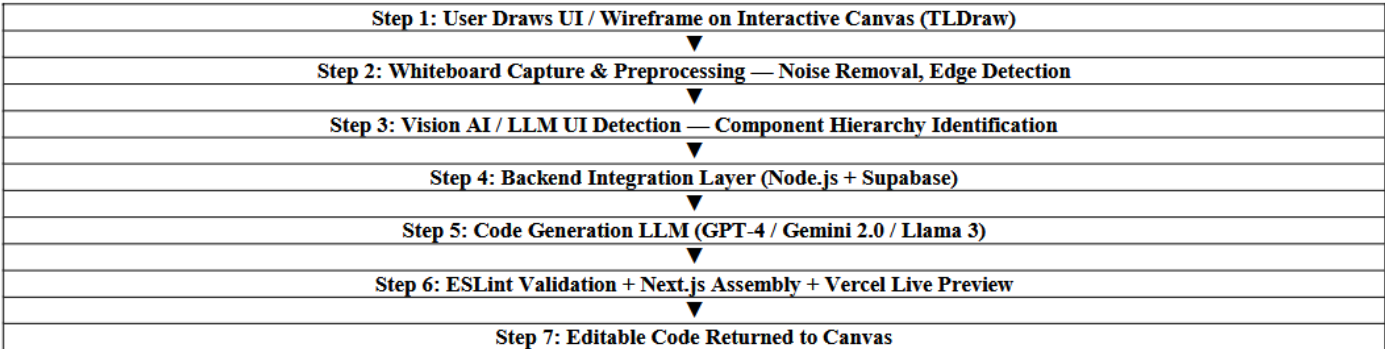 Step 1: User Draws UI / Wireframe on Interactive Canvas (TLDraw)
Step 2: Whiteboard Capture & Preprocessing — Noise Removal, Edge Detection
Step 3: Vision AI / LLM UI Detection — Component Hierarchy Identification
Step 4: Backend Integration Layer (Node.js + Supabase)
Step 5: Code Generation LLM (GPT-4 / Gemini 2.0 / Llama 3)
Step 6: ESLint Validation + Next.js Assembly + Vercel Live Preview
Step 7: Editable Code Returned to Canvas